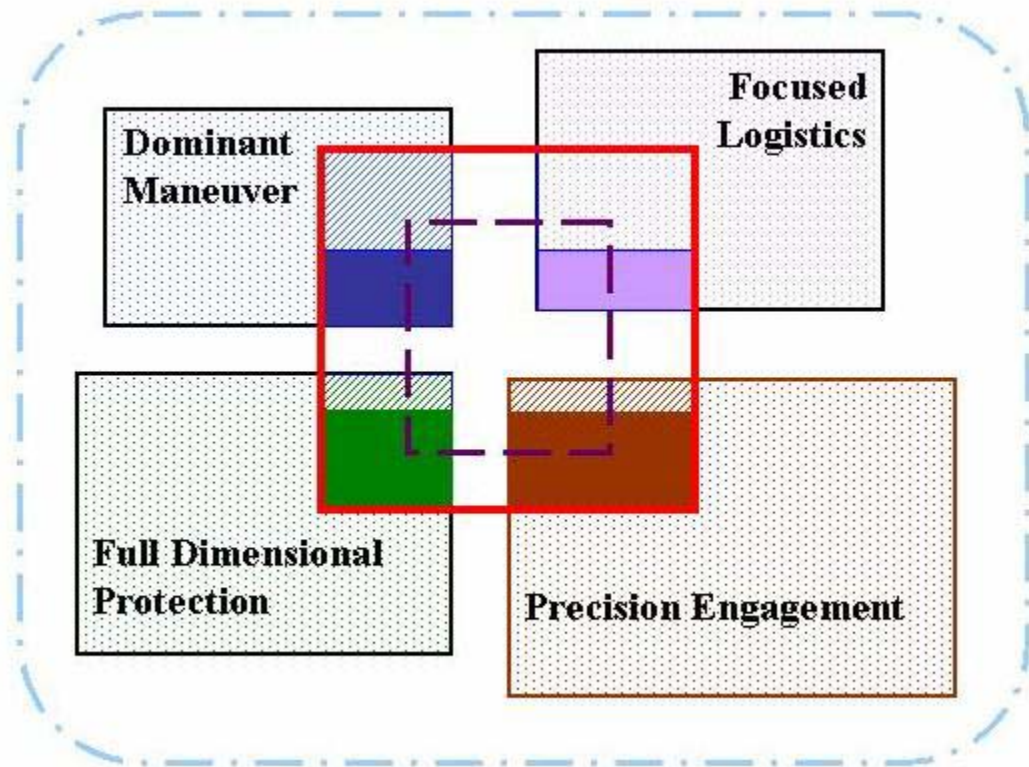 Dominant
Maneuver
Focused
Logistics
Full Dimensional
Protection
Precision Engagement